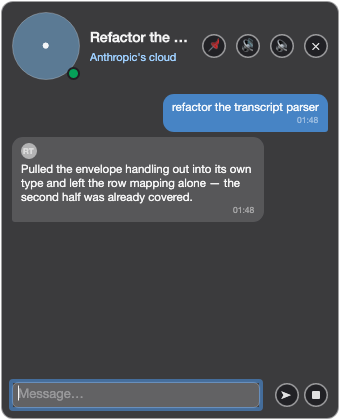 Refactor the ...
Anthropic's cloud
refactor the transcript parser
01:48
RT
Pulled the envelope handling out into its own
type and left the row mapping alone — the
second half was already covered.
01:48
Message...